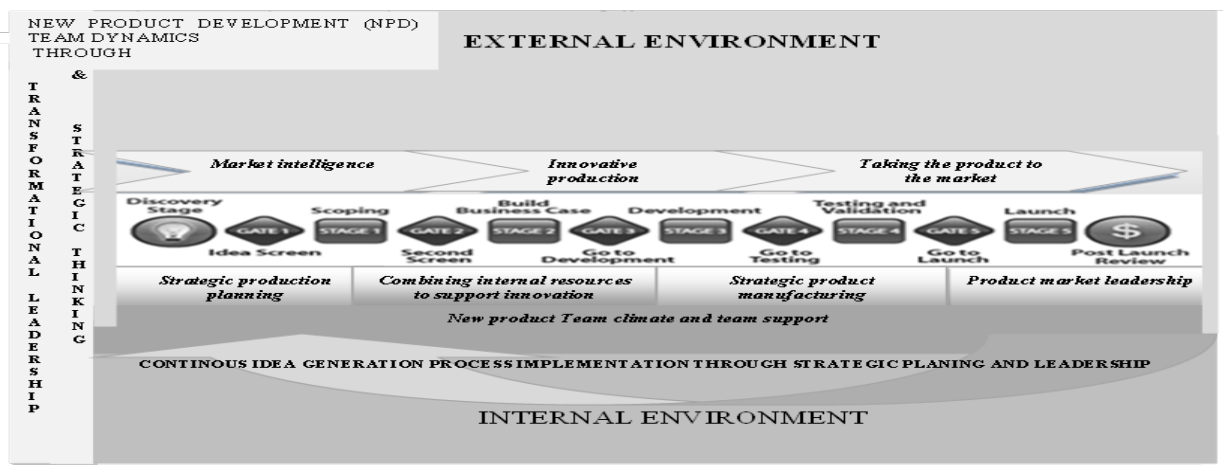 NEW PRODUCT DEVELOPMENT (NPD)
TEAM DYNAMICS
THROUGH
EXTERNAL ENVIRONMENT
TRANSFORMATIONAL LEADERSHIP
& STRATEGIC THINKING
Market intelligence
Innovative
production
Taking the product to
the market
Discovery
Stage
GATE 1
Idea Screen
Scoping
STAGE 1
GATE 2
Second
Screen
Build
Business Case
STAGE 2
GATE 3
Go to
Development
Development
STAGE 3
GATE 4
Go to
Testing
Testing and
Validation
STAGE 4
GATE 5
Go to
Launch
Launch
STAGE 5
$
Post Launch
Review
Strategic production
planning
Combining internal resources
to support innovation
Strategic product
manufacturing
Product market leadership
New product Team climate and team support
CONTINOUS IDEA GENERATION PROCESS IMPLEMENTATION THROUGH STRATEGIC PLANING AND LEADERSHIP
INTERNAL ENVIRONMENT